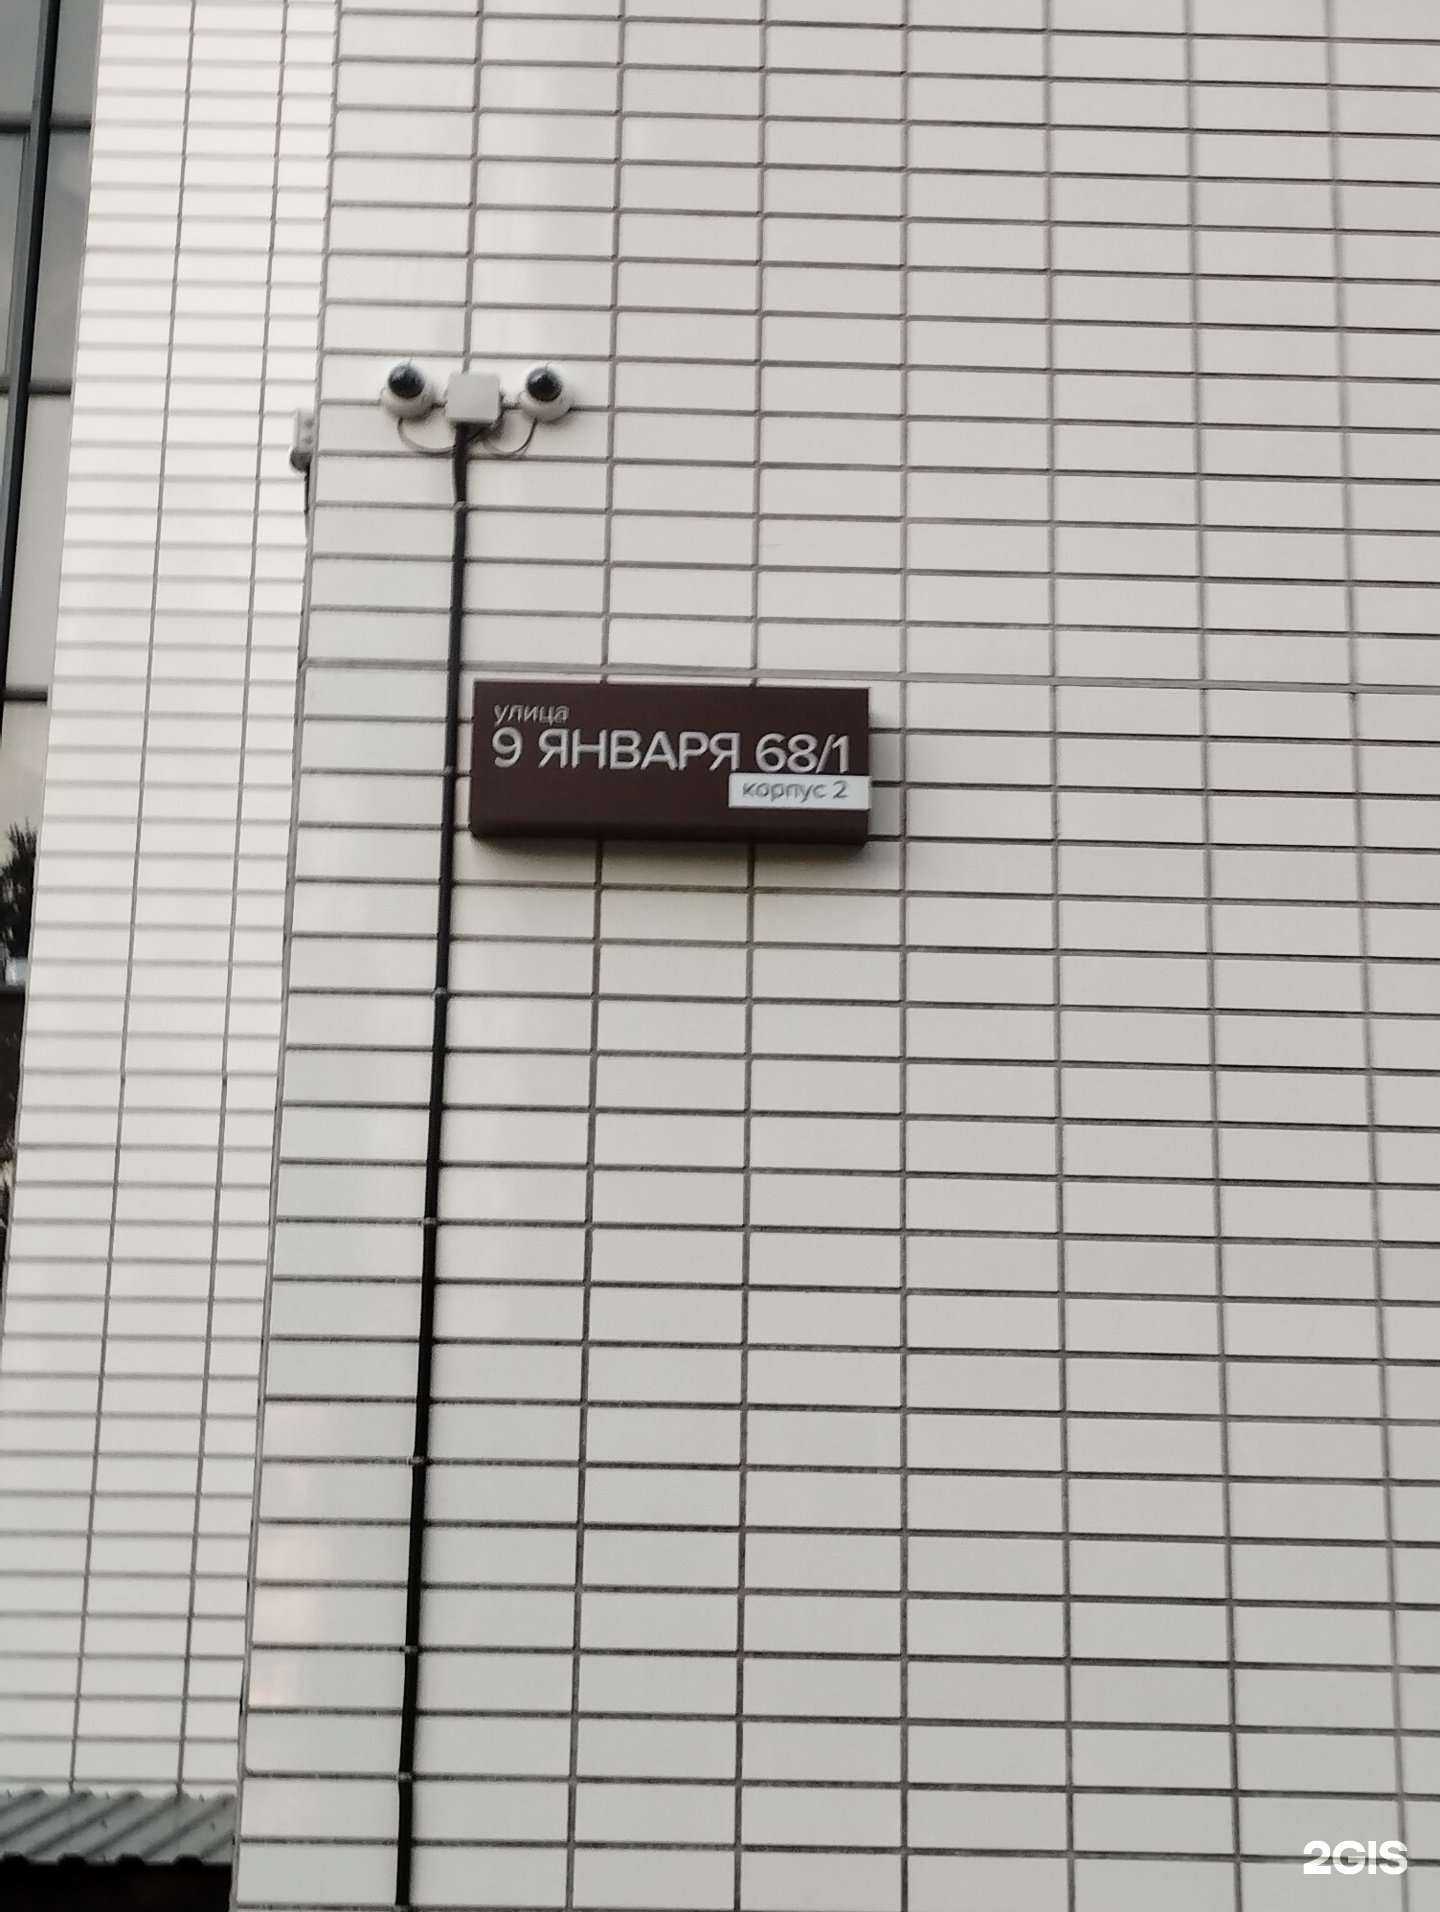 улица
9 ЯНВАРЯ 68/1
корпус 2
2GIS